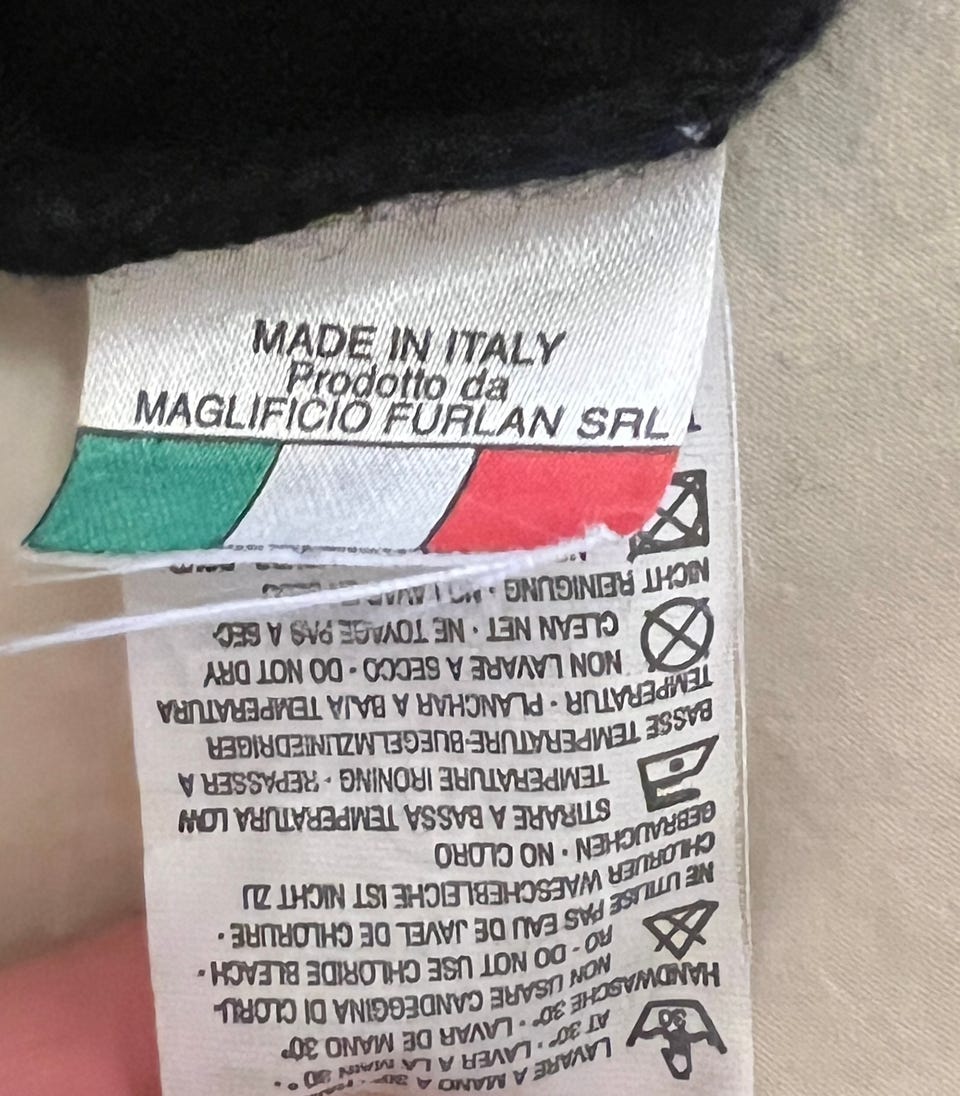 MADE IN ITALY
Prodotto da
MAGLIFICIO FURLAN SRL
30
LAVARE A MANO A 30°
AT 30° · LAVER A LA MAIN 30
HANDWASCHE 30° · LAVAR DE MANO 30°
NON USARE CANDEGGINA DI CLORU-
RO - DO NOT USE CHLORIDE BLEACH ·
NE UTILISE PAS EAU DE JAVEL DE CHLORURE ·
CHLORUER WAESCHEBLEICHE IST NICHT ZU
GEBRAUCHEN · NO CLORO
STIRARE A BASSA TEMPERATURA LOW
TEMPERATURE IRONING · REPASSER A
BASSE TEMPERATURE·BUEGELMZLINIEDRIGER
TEMPERATUR · PLANCHAR A BAJA TEMPERATURA
NON LAVARE A SECCO · DO NOT DRY
CLEAN NET · NE TOYAGE PAS A SEC·
NICHT REINIGUNG · NO LAVAR